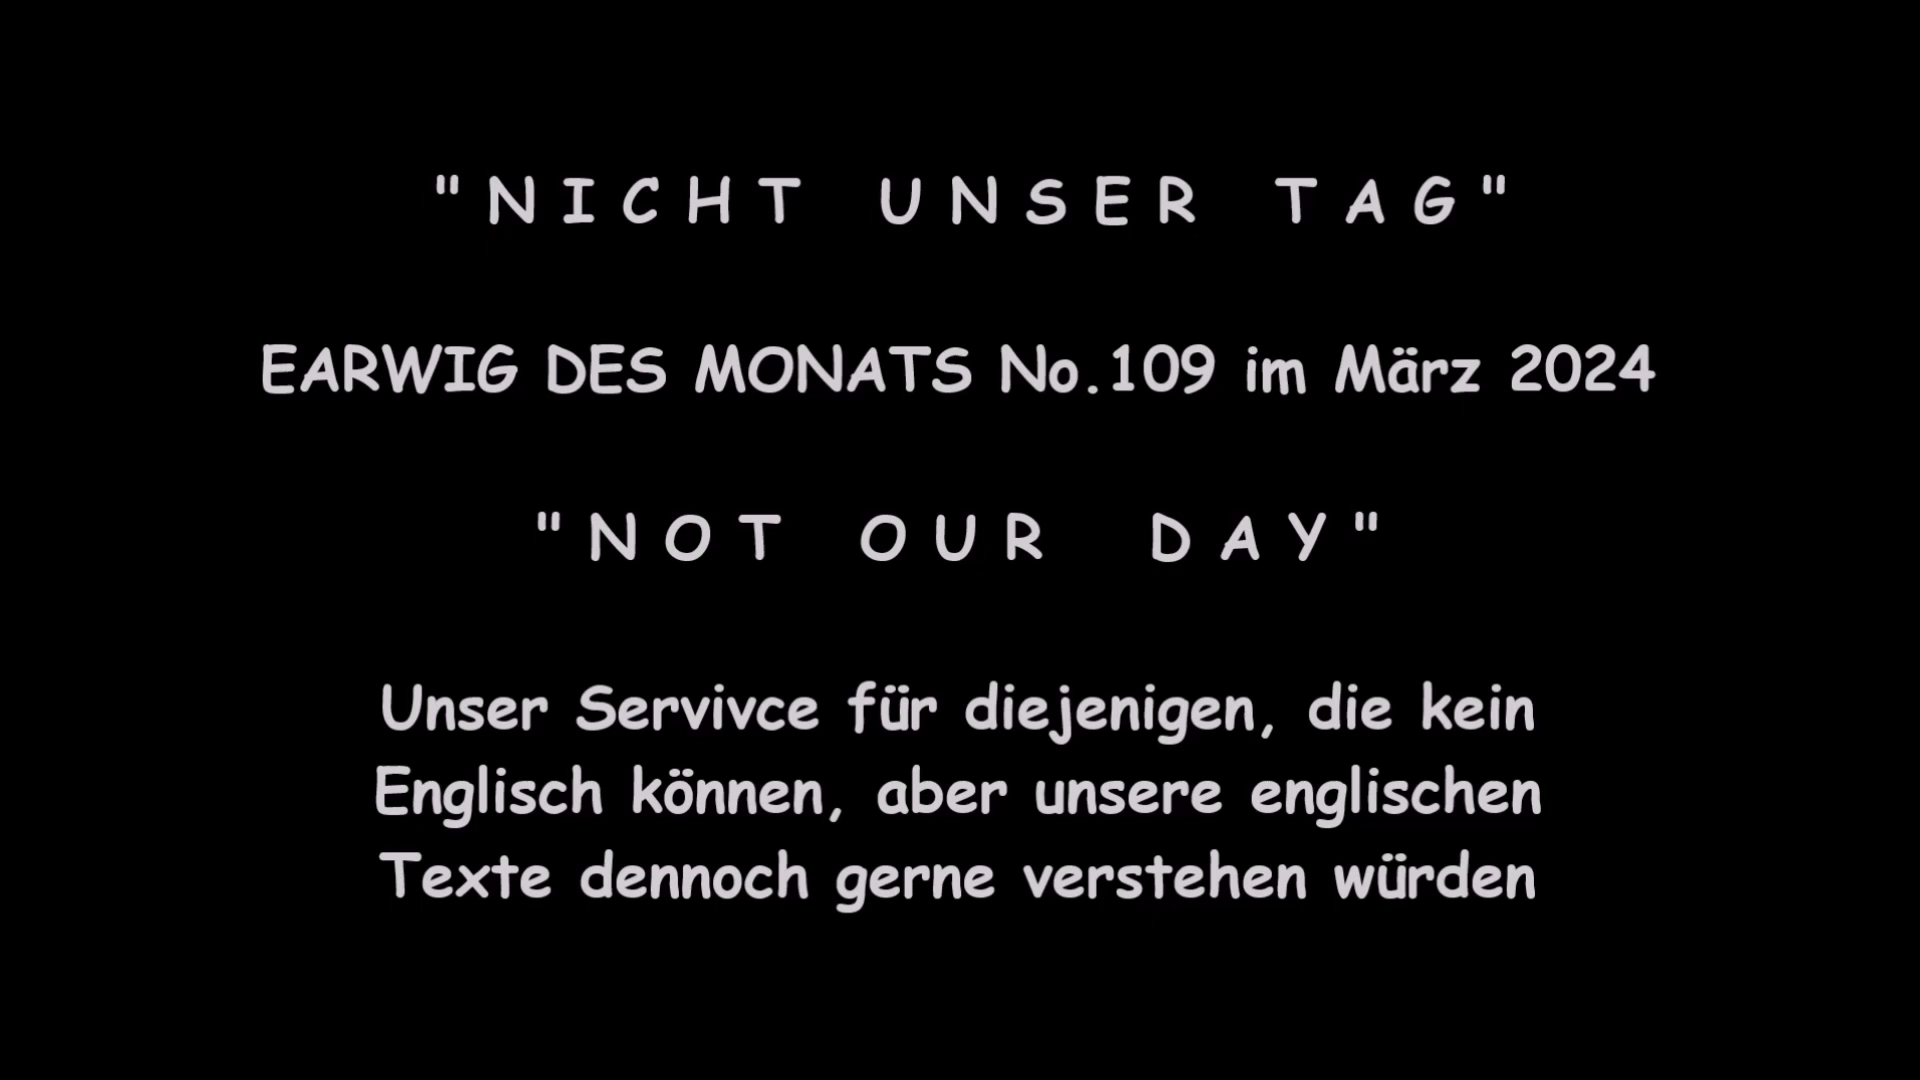 "NICHT UNSER TAG"
EARWIG DES MONATS No.109 im März 2024
"NOT OUR DAY"
Unser Servivce für diejenigen, die kein
Englisch können, aber unsere englischen
Texte dennoch gerne verstehen würden